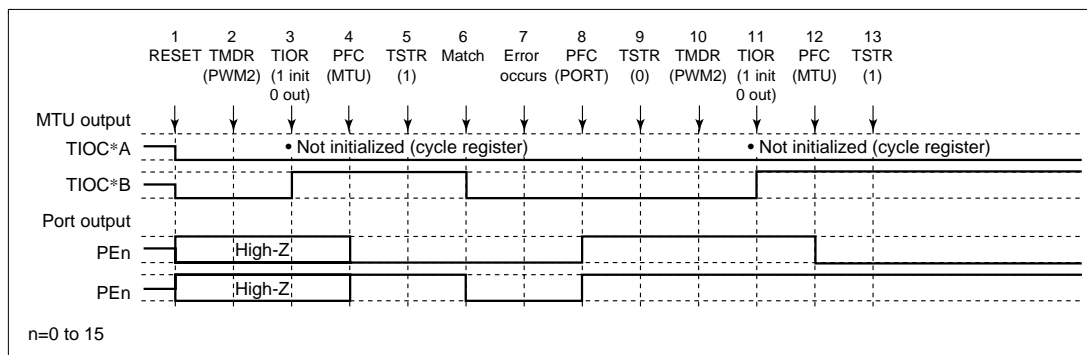 1 2 3 4 5 6 7 8 9 10 11 12 13
RESET TMDR TIOR PFC TSTR Match Error PFC TSTR TMDR TIOR PFC TSTR
(PWM2) (1 init (MTU) (1) occurs (PORT) (0) (PWM2) (1 init (MTU) (1)
0 out) 0 out)
MTU output
TIOC*A • Not initialized (cycle register) • Not initialized (cycle register)
TIOC*B
Port output
PEn High-Z
PEn High-Z
n=0 to 15